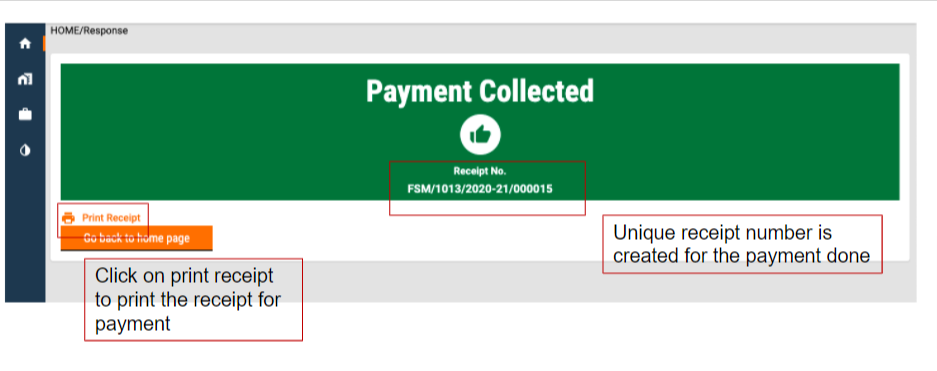 HOME/Response
Payment Collected
Receipt No.
FSM/1013/2020-21/000015
Print Receipt
Go back to home page
Unique receipt number is
created for the payment done
Click on print receipt
to print the receipt for
payment